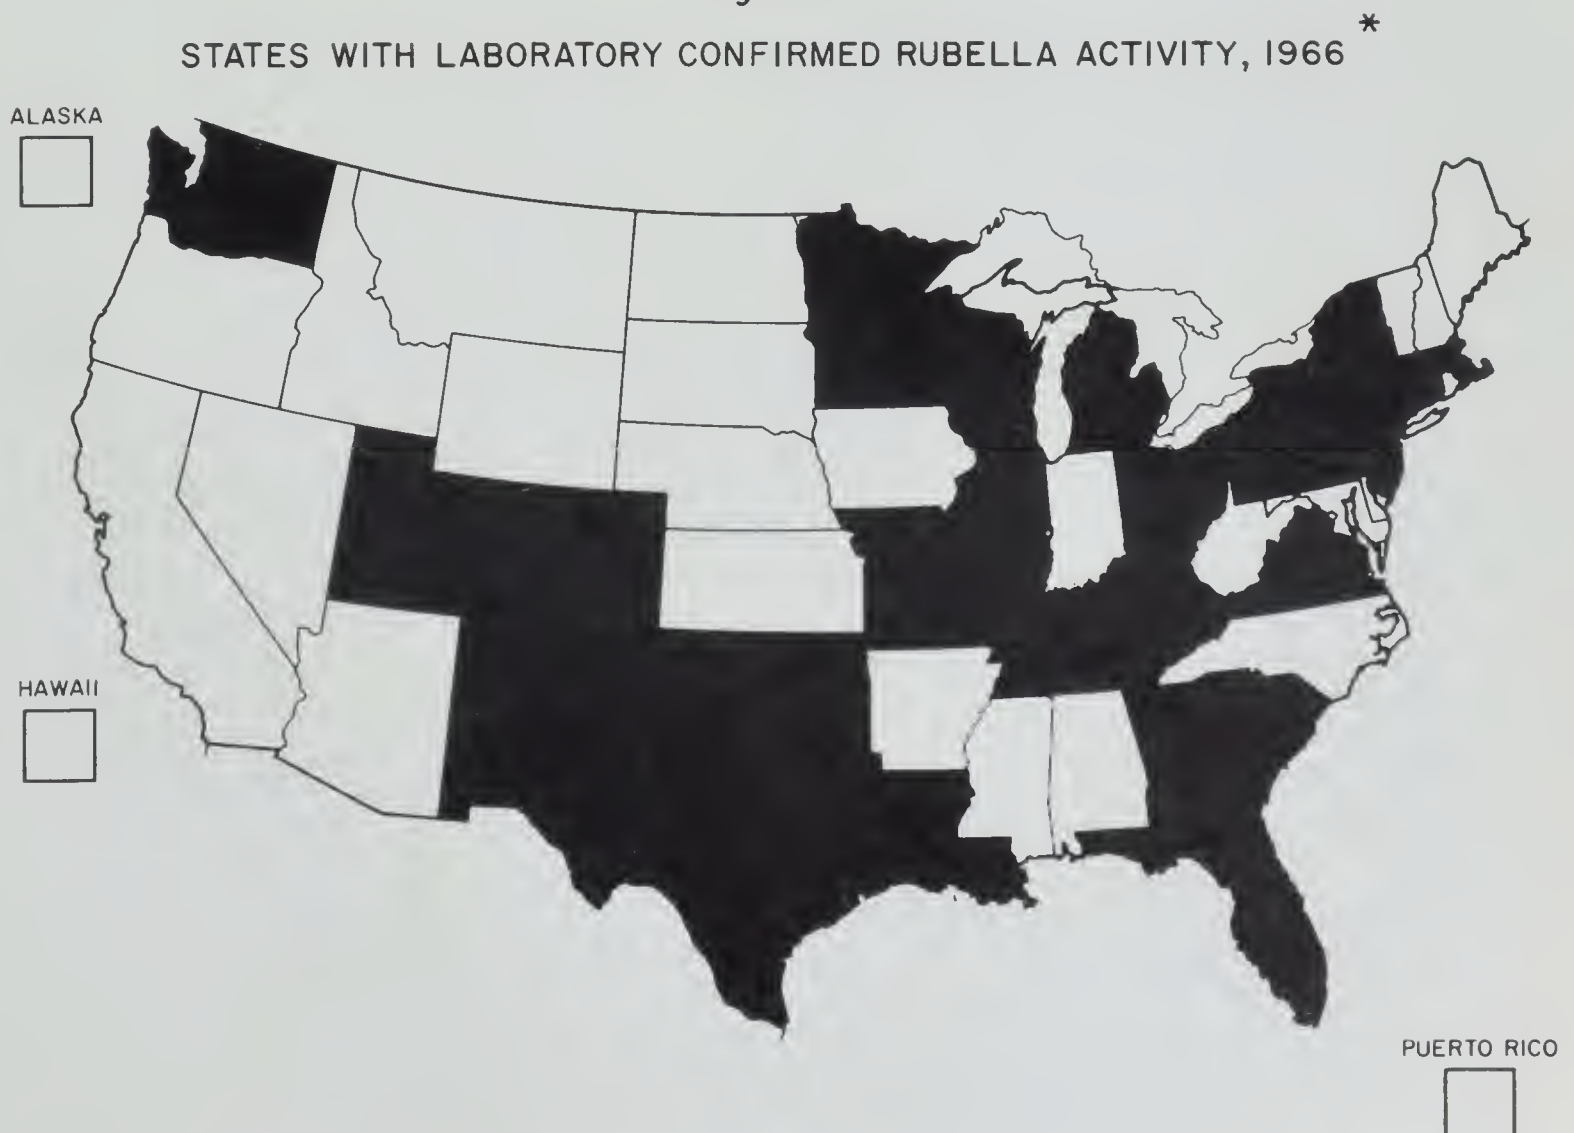 STATES WITH LABORATORY CONFIRMED RUBELLA ACTIVITY, 1966 *
ALASKA
HAWAII
PUERTO RICO